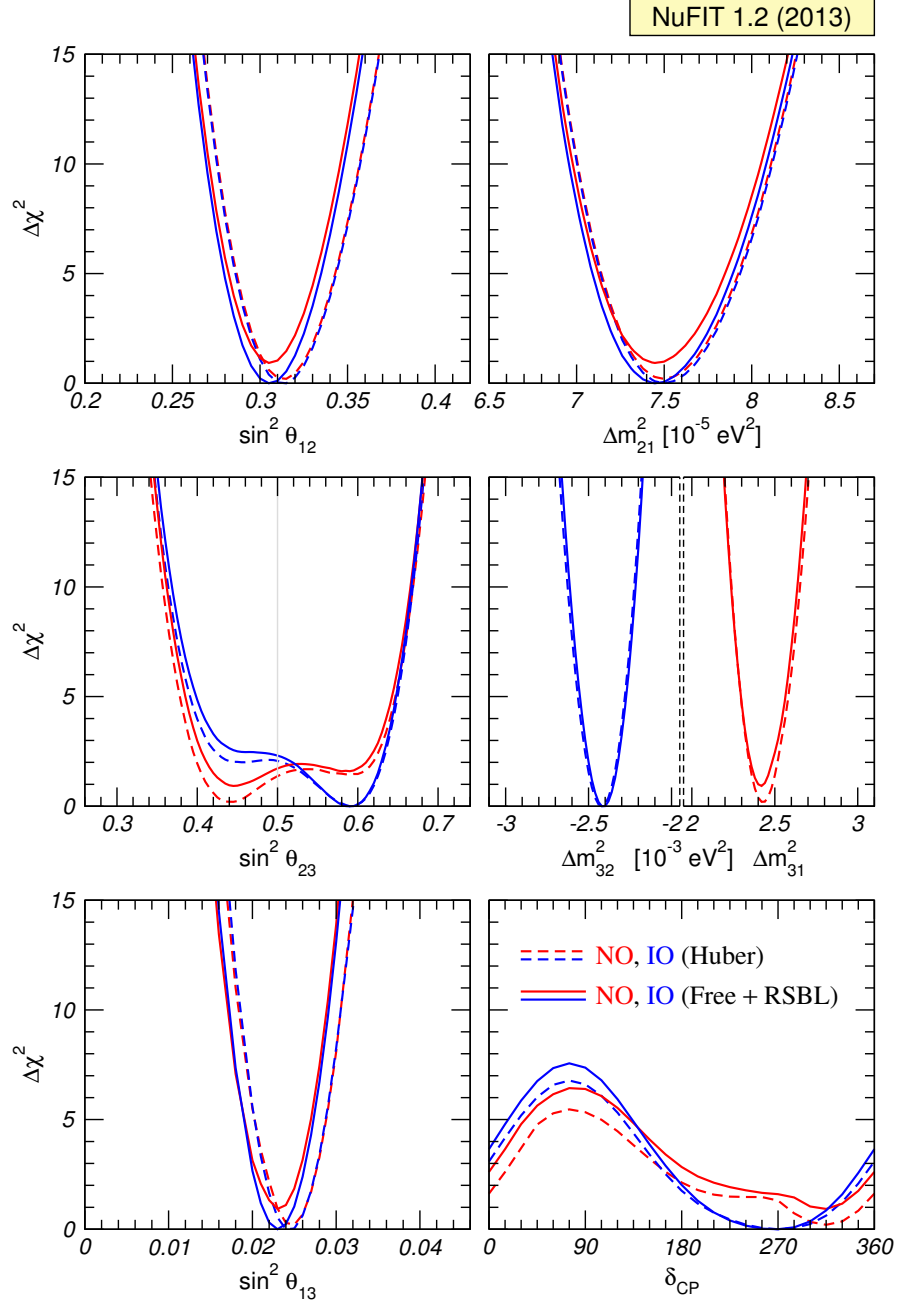 NuFIT 1.2 (2013)
15
10
5
0
Δχ²
0.2 0.25 0.3 0.35 0.4
sin² θ₁₂
6.5 7 7.5 8 8.5
Δm²₂₁ [10⁻⁵ eV²]
15
10
5
0
Δχ²
0.3 0.4 0.5 0.6 0.7
sin² θ₂₃
-3 -2.5 -2 2 2.5 3
Δm²₃₂ [10⁻³ eV²] Δm²₃₁
15
10
5
0
Δχ²
0 0.01 0.02 0.03 0.04
sin² θ₁₃
NO, IO (Huber)
NO, IO (Free + RSBL)
0 90 180 270 360
δCP